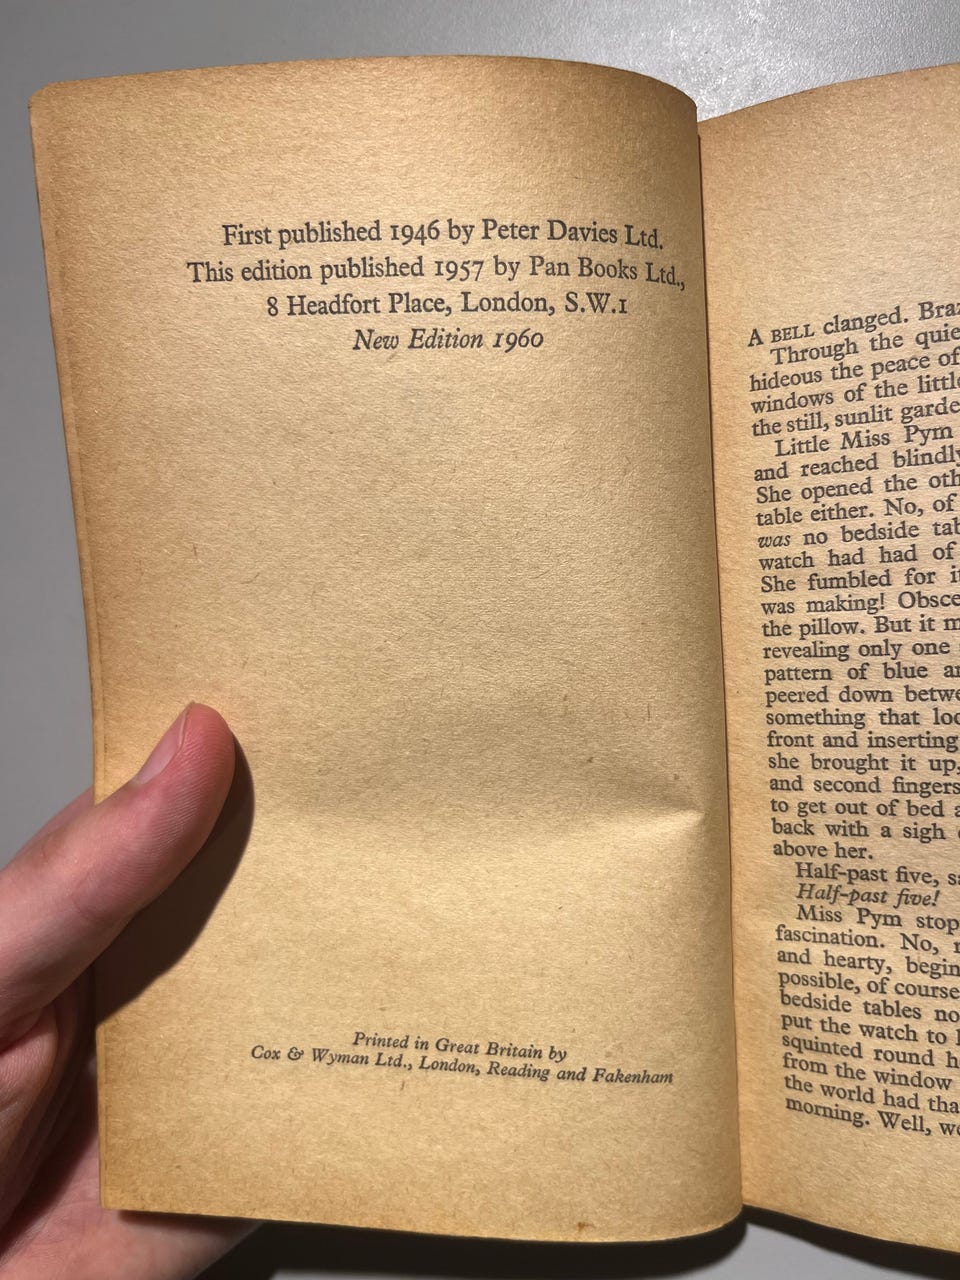 First published 1946 by Peter Davies Ltd.
This edition published 1957 by Pan Books Ltd.,
8 Headfort Place, London, S.W.1
New Edition 1960
Printed in Great Britain by
Cox & Wyman Ltd., London, Reading and Fakenham
A BELL clanged.
Through the
hideous the peace of
windows of the
the still, sunlit
Little Miss Pym
and reached
She opened the
table either. No, of
was no bedside
watch had had of
She fumbled for
was making!
the pillow. But it
revealing only one
pattern of blue
peered down
something that
front and inserting
she brought it up,
and second fingers
to get out of bed
back with a sigh
above her.
Half-past five,
Half-past five!
Miss Pym
fascination. No,
and hearty,
possible, of course
bedside tables
put the watch to
squinted round
from the window
the world had
morning. Well,